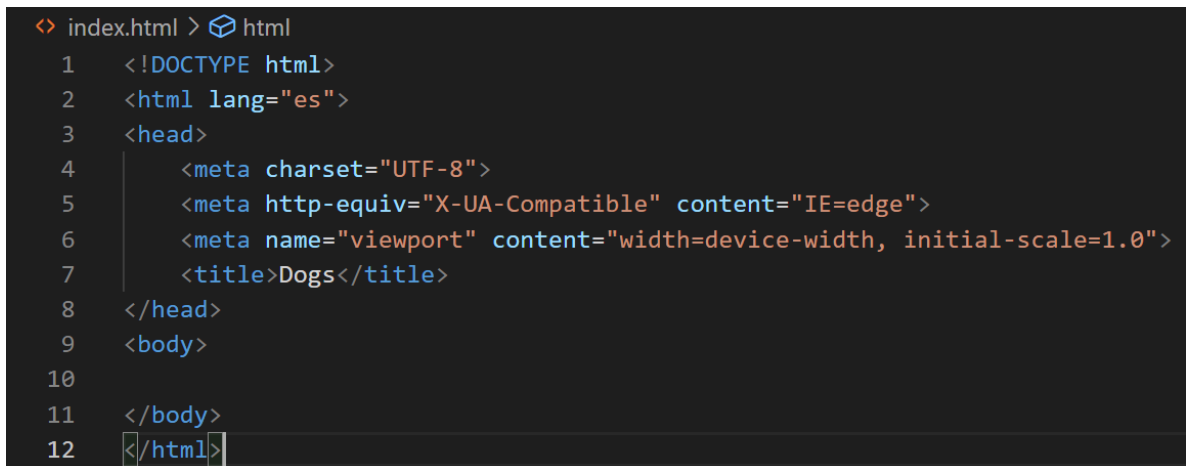 <> index.html > html
1 <!DOCTYPE html>
2 <html lang="es">
3 <head>
4     <meta charset="UTF-8">
5     <meta http-equiv="X-UA-Compatible" content="IE=edge">
6     <meta name="viewport" content="width=device-width, initial-scale=1.0">
7     <title>Dogs</title>
8 </head>
9 <body>
10
11 </body>
12 </html>